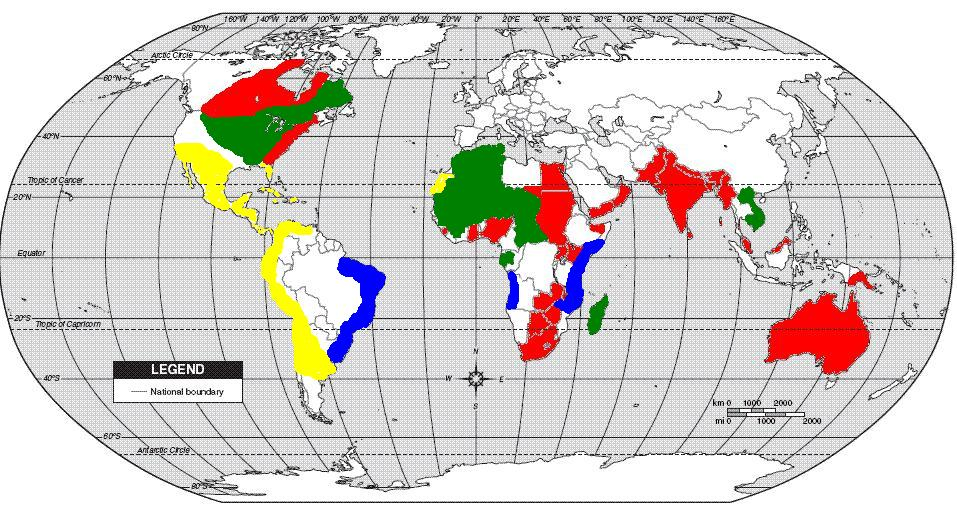 160°W 140°W 120°W 100°W 80°W 60°W 40°W 20°W 0° 20°E 40°E 60°E 80°E 100°E 120°E 140°E 160°E
80°N
Arctic Circle
60°N
40°N
Tropic of Cancer
20°N
Equator
20°S
Tropic of Capricorn
N
W E
S
LEGEND
National boundary
40°S
km 0 1000 2000
mi 0 1000 2000
60°S
Antarctic Circle
80°S